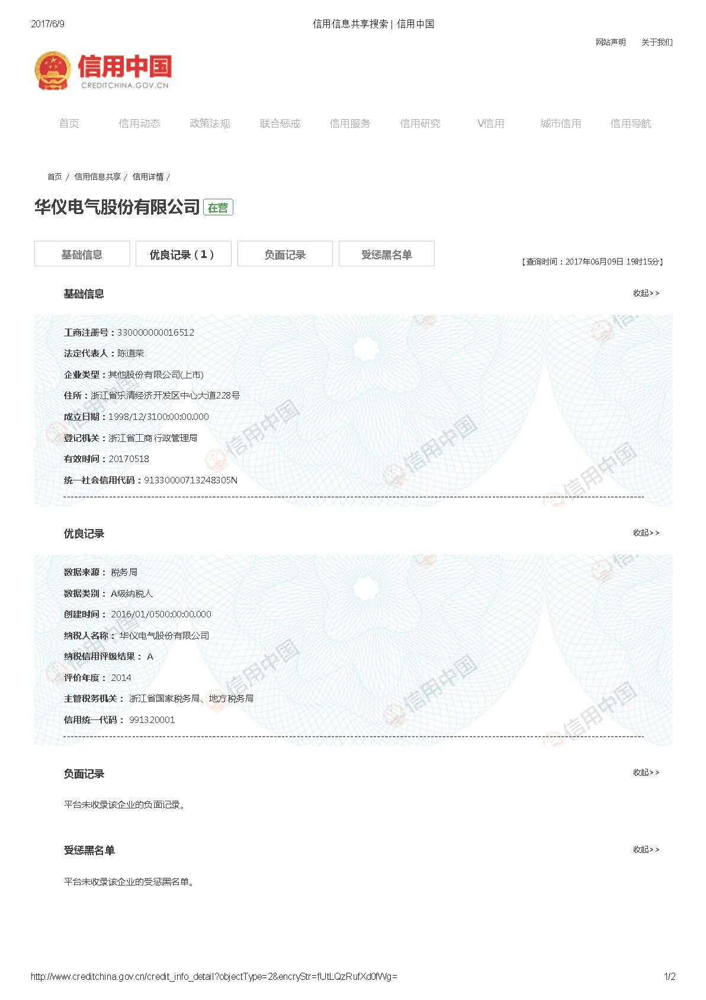 2017/6/9
信用信息共享搜索 | 信用中国
网站声明 关于我们
信用中国
CREDITCHINA.GOV.CN
首页 信用动态 政策法规 联合惩戒 信用服务 信用研究 V信用 城市信用 信用导航
首页 / 信用信息共享 / 信用详情 /
华仪电气股份有限公司 在营
基础信息 优良记录 ( 1 ) 负面记录 受惩黑名单
【查询时间：2017年06月09日 19时15分】
基础信息 收起>>
工商注册号：330000000016512
法定代表人：陈道荣
企业类型：其他股份有限公司(上市)
住所：浙江省乐清经济开发区中心大道228号
成立日期：1998/12/3100:00:00.000
登记机关：浙江省工商行政管理局
有效时间：20170518
统一社会信用代码：91330000713248305N
优良记录 收起>>
数据来源： 税务局
数据类别： A级纳税人
创建时间： 2016/01/0500:00:00.000
纳税人名称： 华仪电气股份有限公司
纳税信用评级结果： A
评价年度： 2014
主管税务机关： 浙江省国家税务局、地方税务局
信用统一代码： 991320001
负面记录 收起>>
平台未收录该企业的负面记录。
受惩黑名单 收起>>
平台未收录该企业的受惩黑名单。
http://www.creditchina.gov.cn/credit_info_detail?objectType=2&encryStr=fUtLQzRufXd0fWg=
1/2